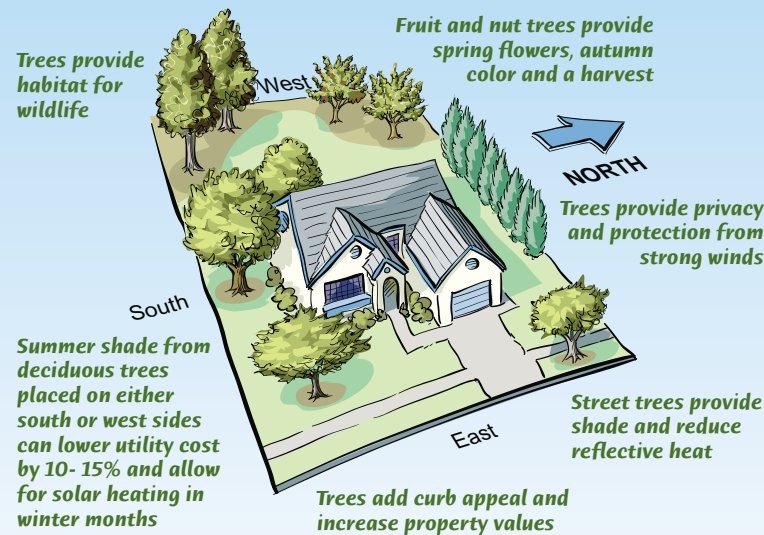 Trees provide
habitat for
wildlife
Fruit and nut trees provide
spring flowers, autumn
color and a harvest
West
NORTH
Trees provide privacy
and protection from
strong winds
South
Summer shade from
deciduous trees
placed on either
south or west sides
can lower utility cost
by 10- 15% and allow
for solar heating in
winter months
East
Street trees provide
shade and reduce
reflective heat
Trees add curb appeal and
increase property values